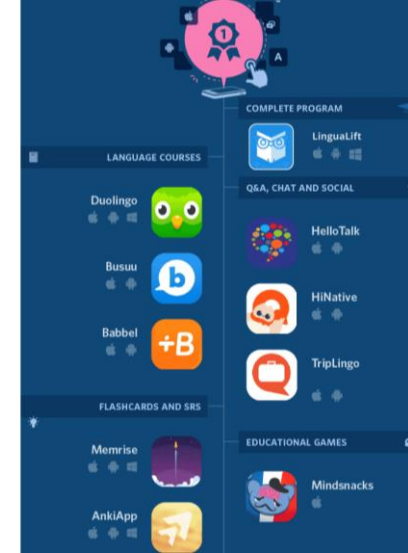 1
A
COMPLETE PROGRAM
LinguaLift
LANGUAGE COURSES
Duolingo
Busuu
b
Babbel
+B
Q&A, CHAT AND SOCIAL
HelloTalk
HiNative
TripLingo
FLASHCARDS AND SRS
Memrise
AnkiApp
EDUCATIONAL GAMES
Mindsnacks